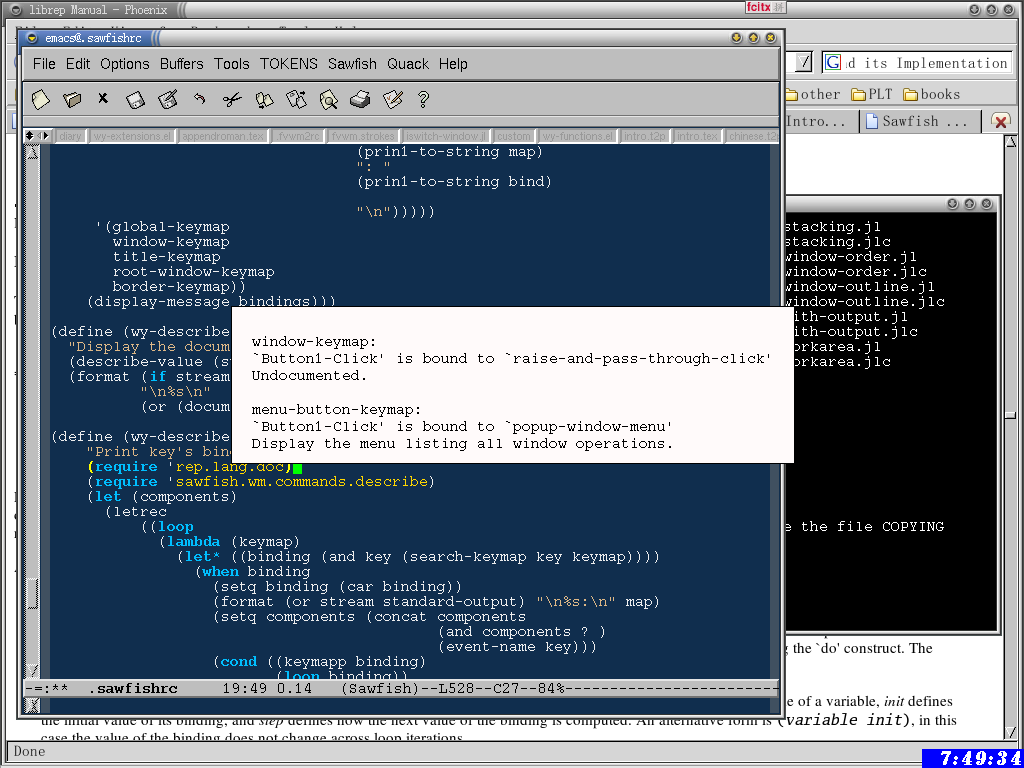 librep Manual - Phoenix
fcitx
emacs@.sawfishrc
File Edit Options Buffers Tools TOKENS Sawfish Quack Help
d its Implementation
other PLT books
Intro... Sawfish ...
diary wy-extensions.el appendroman.tex .fvwm2rc fvwm.strokes iswitch-window.jl custom wy-functions.el intro.t2p intro.tex chinese.t2
(prin1-to-string map)
": "
(prin1-to-string bind)
"\n")))))
'(global-keymap
window-keymap
title-keymap
root-window-keymap
border-keymap))
(display-message bindings)))
(define (wy-describe
"Display the docum
(describe-value (s
(format (if stream
"\n%s\n"
(or (docum
(define (wy-describe
"Print key's bin
(require 'rep.lang.doc)
(require 'sawfish.wm.commands.describe)
(let (components)
(letrec
((loop
(lambda (keymap)
(let* ((binding (and key (search-keymap key keymap))))
(when binding
(setq binding (car binding))
(format (or stream standard-output) "\n%s:\n" map)
(setq components (concat components
(and components ? )
(event-name key)))
(cond ((keymapp binding)
(loop binding))
window-keymap:
`Button1-Click' is bound to `raise-and-pass-through-click'
Undocumented.
menu-button-keymap:
`Button1-Click' is bound to `popup-window-menu'
Display the menu listing all window operations.
stacking.jl
stacking.jlc
window-order.jl
window-order.jlc
window-outline.jl
window-outline.jlc
ith-output.jl
ith-output.jlc
orkarea.jl
orkarea.jlc
e the file COPYING
-=:** .sawfishrc 19:49 0.14 (Sawfish)--L528--C27--84%
g the `do' construct. The
e of a variable, init defines
the initial value of its binding, and step defines how the next value of the binding is computed. An alternative form is (variable init), in this
case the value of the binding does not change across loop iterations.
Done
7:49:34